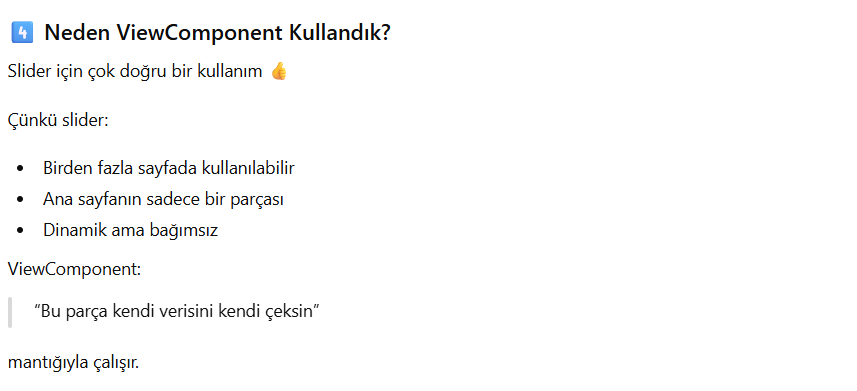 4️⃣ Neden ViewComponent Kullandık?
Slider için çok doğru bir kullanım 👍
Çünkü slider:
• Birden fazla sayfada kullanılabilir
• Ana sayfanın sadece bir parçası
• Dinamik ama bağımsız
ViewComponent:
“Bu parça kendi verisini kendi çeksin”
mantığıyla çalışır.